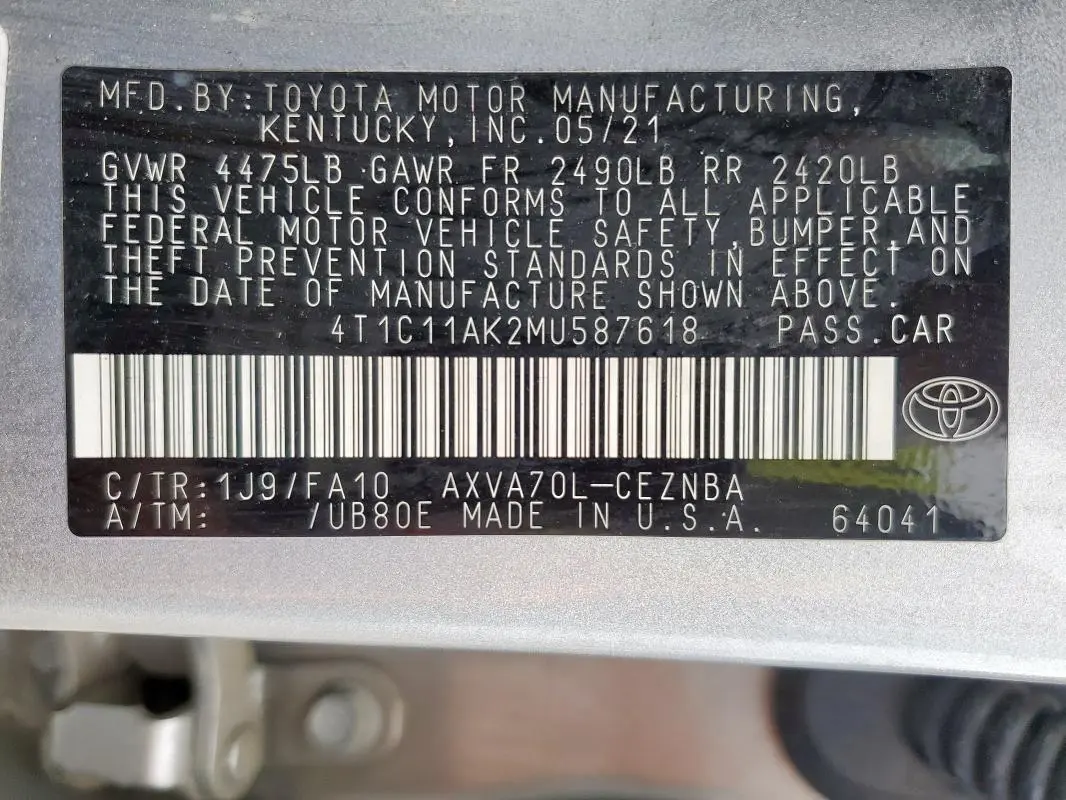 MFD.BY:TOYOTA MOTOR MANUFACTURING,
KENTUCKY,INC.05/21
GVWR 4475LB GAWR FR 2490LB RR 2420LB
THIS VEHICLE CONFORMS TO ALL APPLICABLE
FEDERAL MOTOR VEHICLE SAFETY,BUMPER,AND
THEFT PREVENTION STANDARDS IN EFFECT ON
THE DATE OF MANUFACTURE SHOWN ABOVE.
4T1C11AK2MU587618 PASS.CAR
C/TR:1J9/FA10 AXVA70L-CEZNBA
A/TM: /UB80E MADE IN U.S.A. 64041